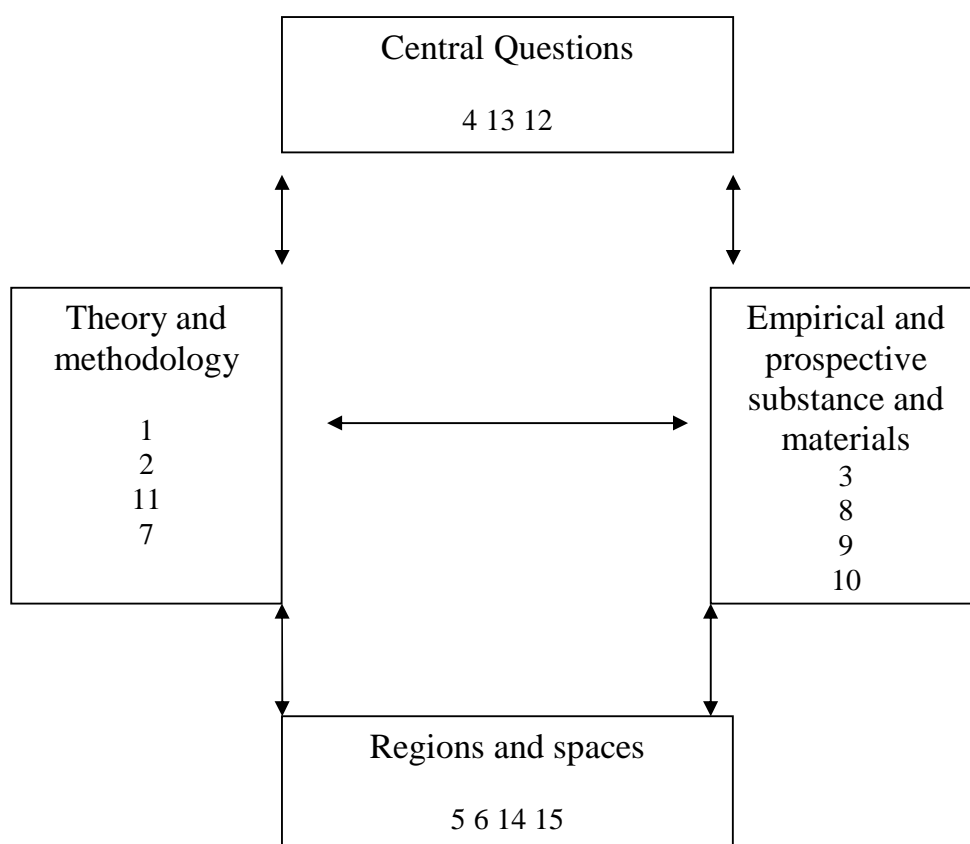 Central Questions
4 13 12
Theory and
methodology
1
2
11
7
Empirical and
prospective
substance and
materials
3
8
9
10
Regions and spaces
5 6 14 15